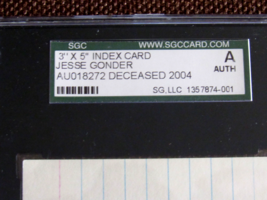 SGC WWW.SGCCARD.COM
3" X 5" INDEX CARD A
JESSE GONDER AUTH
AU018272 DECEASED 2004
SG, LLC 1357874-001